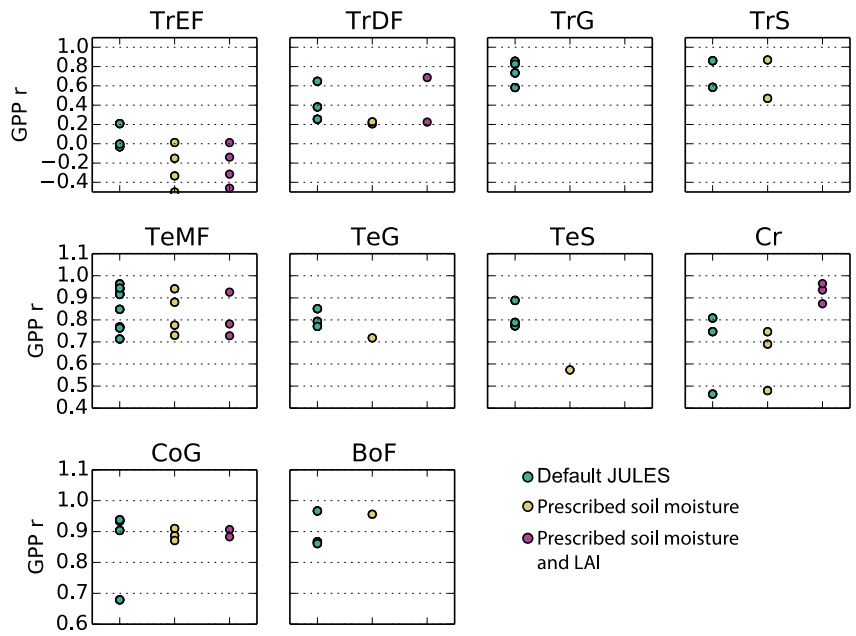 TrEF TrDF TrG TrS
GPP r
1.0
0.8
0.6
0.4
0.2
0.0
−0.2
−0.4
TeMF TeG TeS Cr
GPP r
1.1
1.0
0.9
0.8
0.7
0.6
0.5
0.4
CoG BoF
GPP r
1.1
1.0
0.9
0.8
0.7
0.6
Default JULES
Prescribed soil moisture
Prescribed soil moisture
and LAI